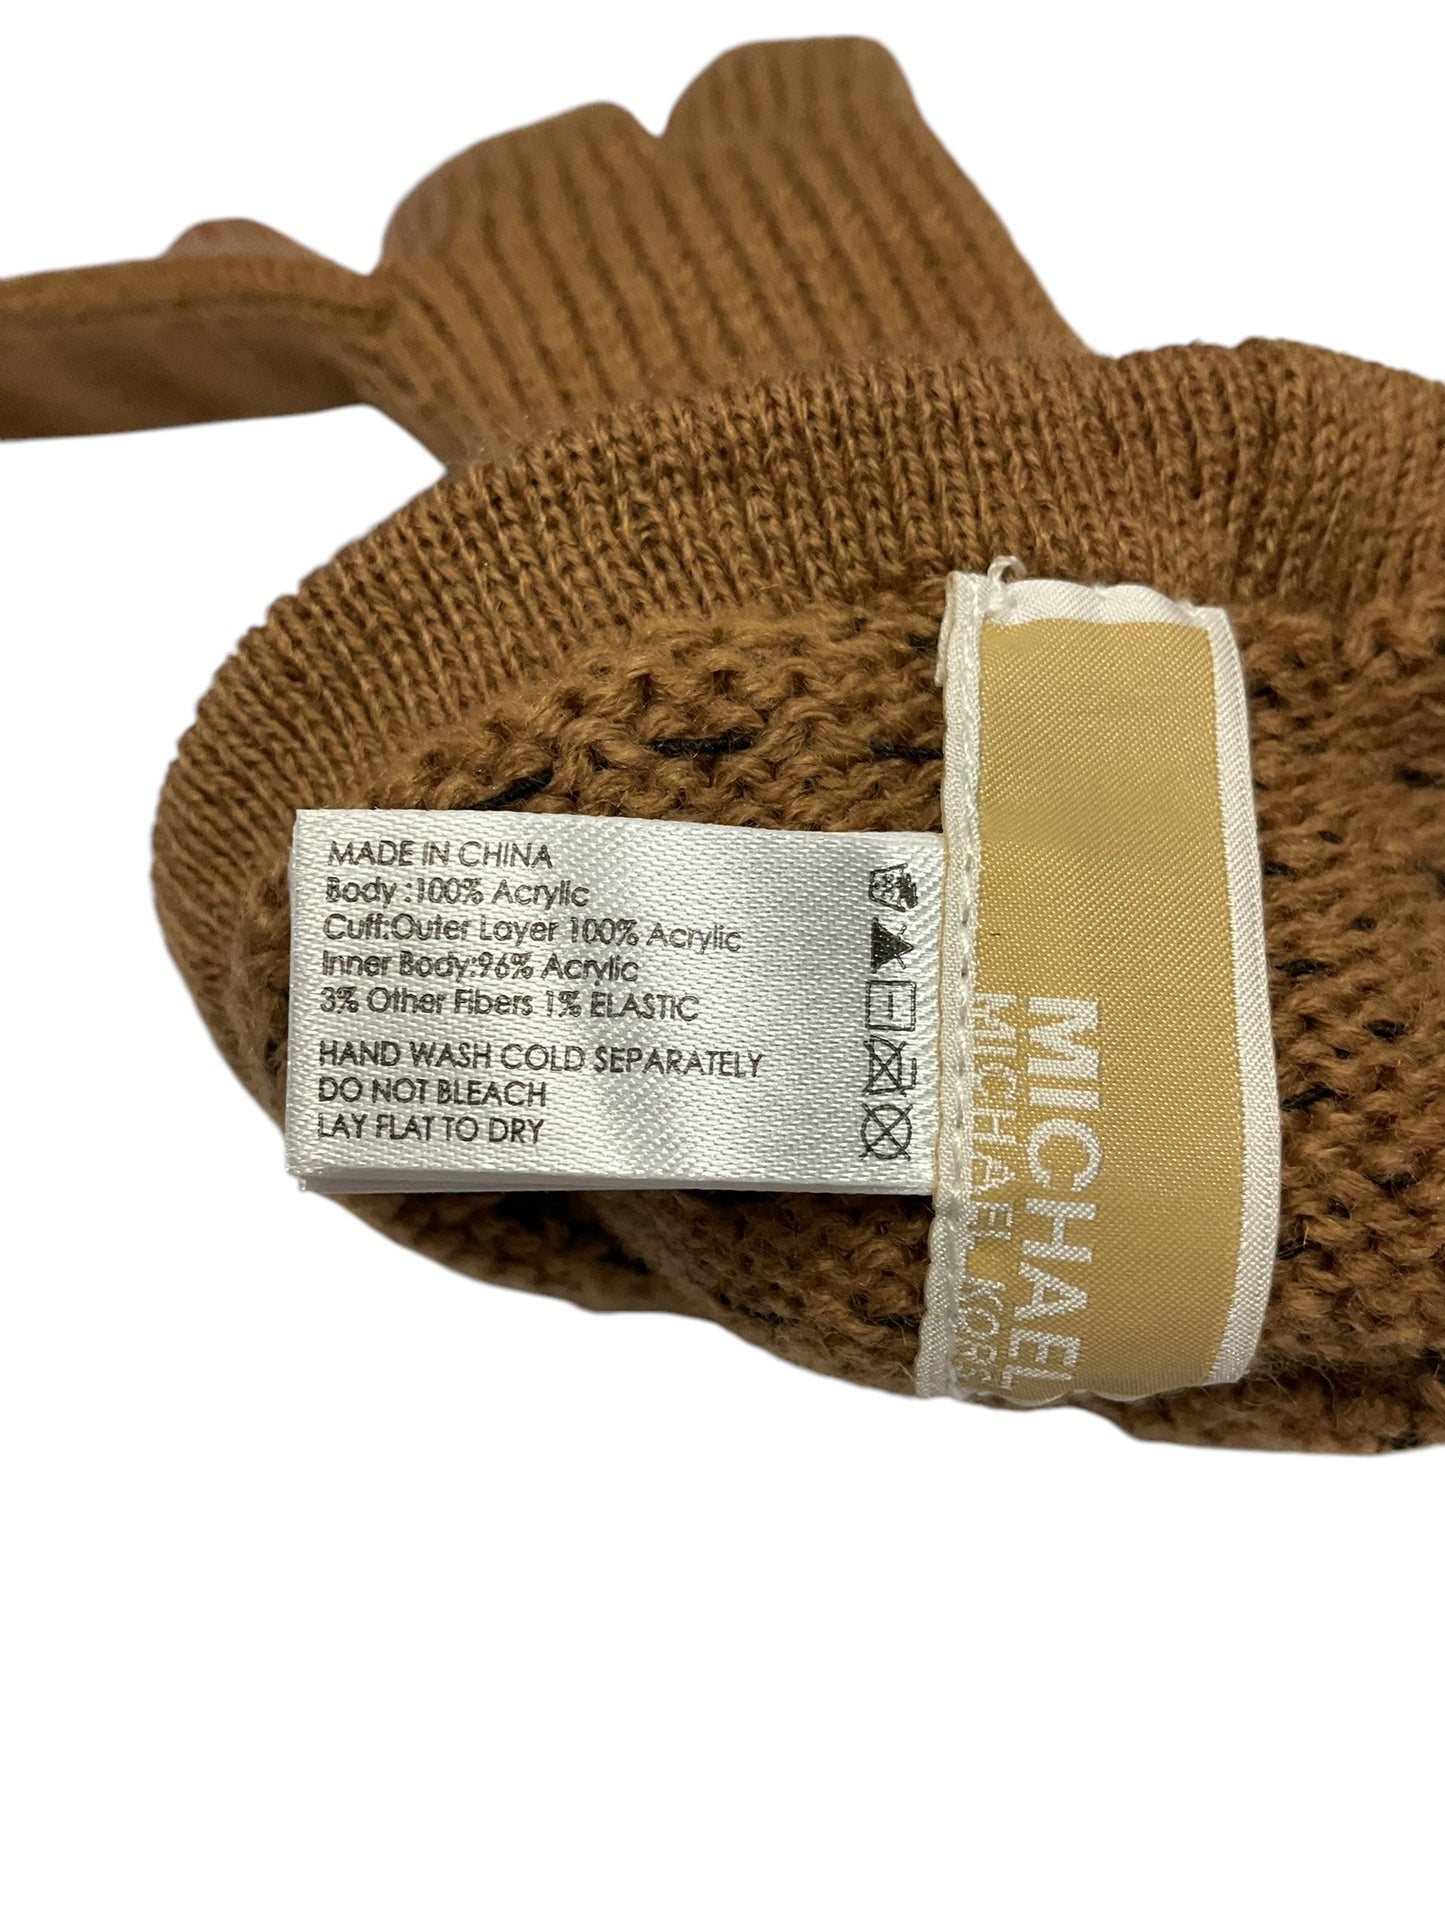 MADE IN CHINA
Body :100% Acrylic
Cuff:Outer Layer 100% Acrylic
Inner Body:96% Acrylic
3% Other Fibers 1% ELASTIC
HAND WASH COLD SEPARATELY
DO NOT BLEACH
LAY FLAT TO DRY
MICHAEL
MICHAEL KORS